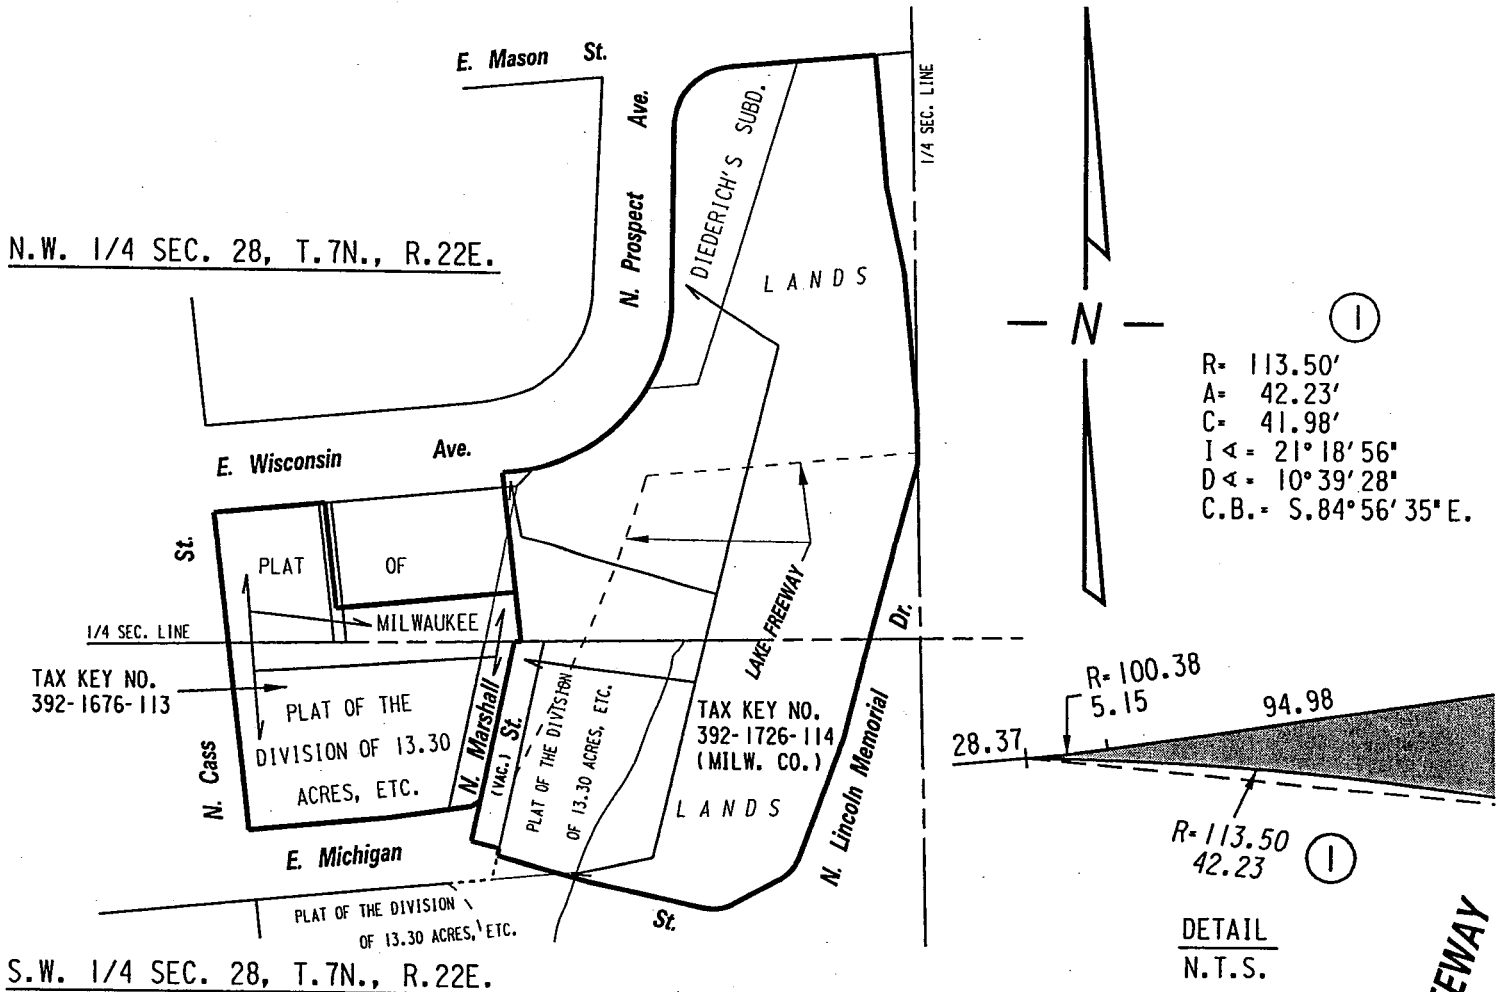 E. Mason St.
N. Prospect Ave.
DIEDERICH'S SUBD.
1/4 SEC. LINE
N.W. 1/4 SEC. 28, T.7N., R.22E.
LANDS
N
1
R= 113.50'
A= 42.23'
C= 41.98'
I∢= 21°18'56"
D∢= 10°39'28"
C.B.= S.84°56'35"E.
E. Wisconsin Ave.
St.
PLAT OF
MILWAUKEE
1/4 SEC. LINE
TAX KEY NO.
392-1676-113
LAKE FREEWAY
Dr.
N. Cass
PLAT OF THE
DIVISION OF 13.30
ACRES, ETC.
N. Marshall St.
(VAC.)
PLAT OF THE DIVISION
OF 13.30 ACRES, ETC.
TAX KEY NO.
392-1726-114
(MILW. CO.)
LANDS
N. Lincoln Memorial
R=100.38
5.15
94.98
28.37
R=113.50
42.23
1
E. Michigan
St.
PLAT OF THE DIVISION
OF 13.30 ACRES, ETC.
DETAIL
N.T.S.
EEWAY
S.W. 1/4 SEC. 28, T.7N., R.22E.